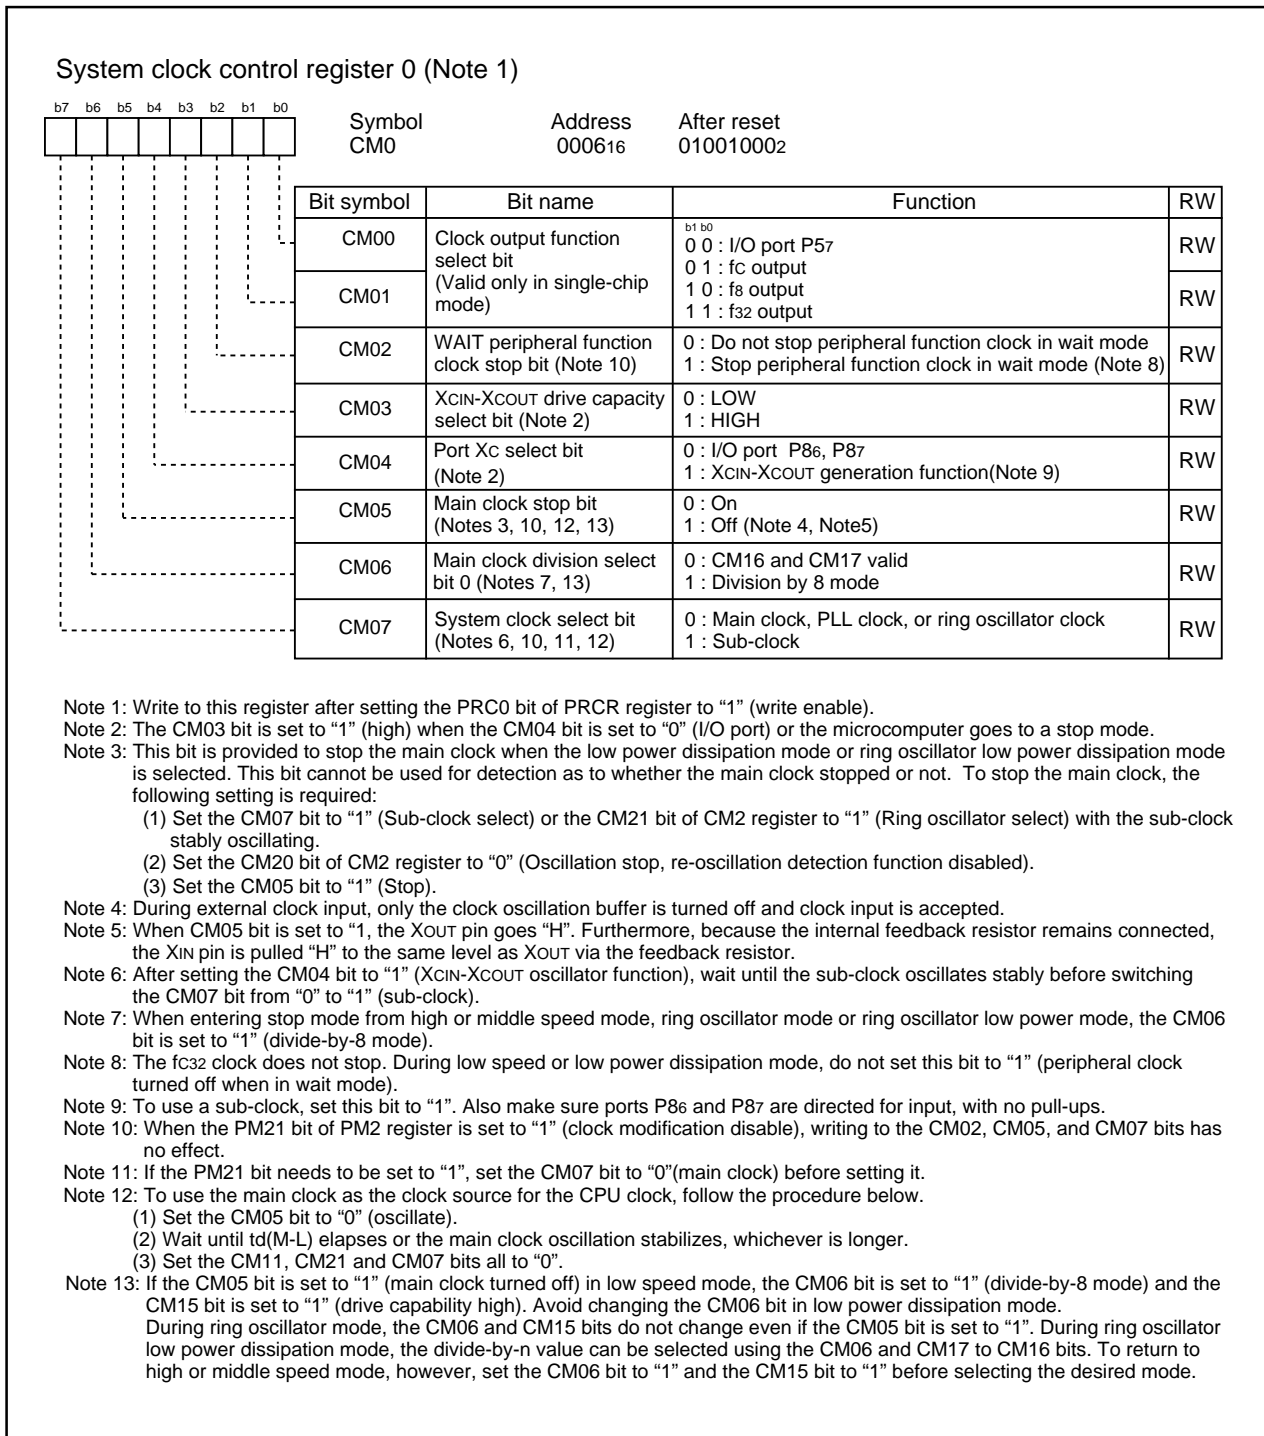 System clock control register 0 (Note 1)
b7 b6 b5 b4 b3 b2 b1 b0
Symbol Address After reset
CM0 000616 010010002
Bit symbol Bit name Function RW
CM00 Clock output function select bit (Valid only in single-chip mode) b1 b0 RW
0 0 : I/O port P57
0 1 : fC output
CM01 1 0 : f8 output RW
1 1 : f32 output
CM02 WAIT peripheral function 0 : Do not stop peripheral function clock in wait mode RW
clock stop bit (Note 10) 1 : Stop peripheral function clock in wait mode (Note 8)
CM03 XCIN-XCOUT drive capacity 0 : LOW RW
select bit (Note 2) 1 : HIGH
CM04 Port XC select bit 0 : I/O port P86, P87 RW
(Note 2) 1 : XCIN-XCOUT generation function(Note 9)
CM05 Main clock stop bit 0 : On RW
(Notes 3, 10, 12, 13) 1 : Off (Note 4, Note5)
CM06 Main clock division select 0 : CM16 and CM17 valid RW
bit 0 (Notes 7, 13) 1 : Division by 8 mode
CM07 System clock select bit 0 : Main clock, PLL clock, or ring oscillator clock RW
(Notes 6, 10, 11, 12) 1 : Sub-clock
Note 1: Write to this register after setting the PRC0 bit of PRCR register to “1” (write enable).
Note 2: The CM03 bit is set to “1” (high) when the CM04 bit is set to “0” (I/O port) or the microcomputer goes to a stop mode.
Note 3: This bit is provided to stop the main clock when the low power dissipation mode or ring oscillator low power dissipation mode
is selected. This bit cannot be used for detection as to whether the main clock stopped or not. To stop the main clock, the
following setting is required:
(1) Set the CM07 bit to “1” (Sub-clock select) or the CM21 bit of CM2 register to “1” (Ring oscillator select) with the sub-clock
stably oscillating.
(2) Set the CM20 bit of CM2 register to “0” (Oscillation stop, re-oscillation detection function disabled).
(3) Set the CM05 bit to “1” (Stop).
Note 4: During external clock input, only the clock oscillation buffer is turned off and clock input is accepted.
Note 5: When CM05 bit is set to “1, the XOUT pin goes “H”. Furthermore, because the internal feedback resistor remains connected,
the XIN pin is pulled “H” to the same level as XOUT via the feedback resistor.
Note 6: After setting the CM04 bit to “1” (XCIN-XCOUT oscillator function), wait until the sub-clock oscillates stably before switching
the CM07 bit from “0” to “1” (sub-clock).
Note 7: When entering stop mode from high or middle speed mode, ring oscillator mode or ring oscillator low power mode, the CM06
bit is set to “1” (divide-by-8 mode).
Note 8: The fC32 clock does not stop. During low speed or low power dissipation mode, do not set this bit to “1” (peripheral clock
turned off when in wait mode).
Note 9: To use a sub-clock, set this bit to “1”. Also make sure ports P86 and P87 are directed for input, with no pull-ups.
Note 10: When the PM21 bit of PM2 register is set to “1” (clock modification disable), writing to the CM02, CM05, and CM07 bits has
no effect.
Note 11: If the PM21 bit needs to be set to “1”, set the CM07 bit to “0”(main clock) before setting it.
Note 12: To use the main clock as the clock source for the CPU clock, follow the procedure below.
(1) Set the CM05 bit to “0” (oscillate).
(2) Wait until td(M-L) elapses or the main clock oscillation stabilizes, whichever is longer.
(3) Set the CM11, CM21 and CM07 bits all to “0”.
Note 13: If the CM05 bit is set to “1” (main clock turned off) in low speed mode, the CM06 bit is set to “1” (divide-by-8 mode) and the
CM15 bit is set to “1” (drive capability high). Avoid changing the CM06 bit in low power dissipation mode.
During ring oscillator mode, the CM06 and CM15 bits do not change even if the CM05 bit is set to “1”. During ring oscillator
low power dissipation mode, the divide-by-n value can be selected using the CM06 and CM17 to CM16 bits. To return to
high or middle speed mode, however, set the CM06 bit to “1” and the CM15 bit to “1” before selecting the desired mode.